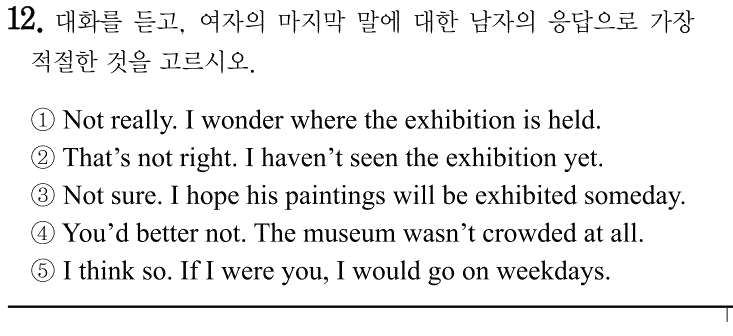 12. 대화를 듣고, 여자의 마지막 말에 대한 남자의 응답으로 가장
적절한 것을 고르시오.
① Not really. I wonder where the exhibition is held.
② That’s not right. I haven’t seen the exhibition yet.
③ Not sure. I hope his paintings will be exhibited someday.
④ You’d better not. The museum wasn’t crowded at all.
⑤ I think so. If I were you, I would go on weekdays.